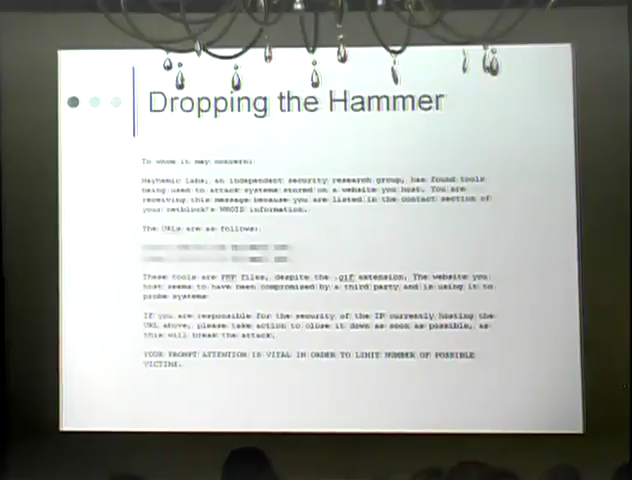 Dropping the Hammer
To whom it may concern:
Mayhemic Labs, an independent security research group, has found tools
being used to attack systems stored on a website you host. You are
receiving this message because you are listed in the contact section of
your netblock's WHOIS information.
The URLs are as follows:
These tools are PHP files, despite the .gif extension. The website you
host seems to have been compromised by a third party and is using it to
probe systems
If you are responsible for the security of the IP currently hosting the
URL above, please take action to close it down as soon as possible, as
this will break the attack.
YOUR PROMPT ATTENTION IS VITAL IN ORDER TO LIMIT NUMBER OF POSSIBLE
VICTIMS.